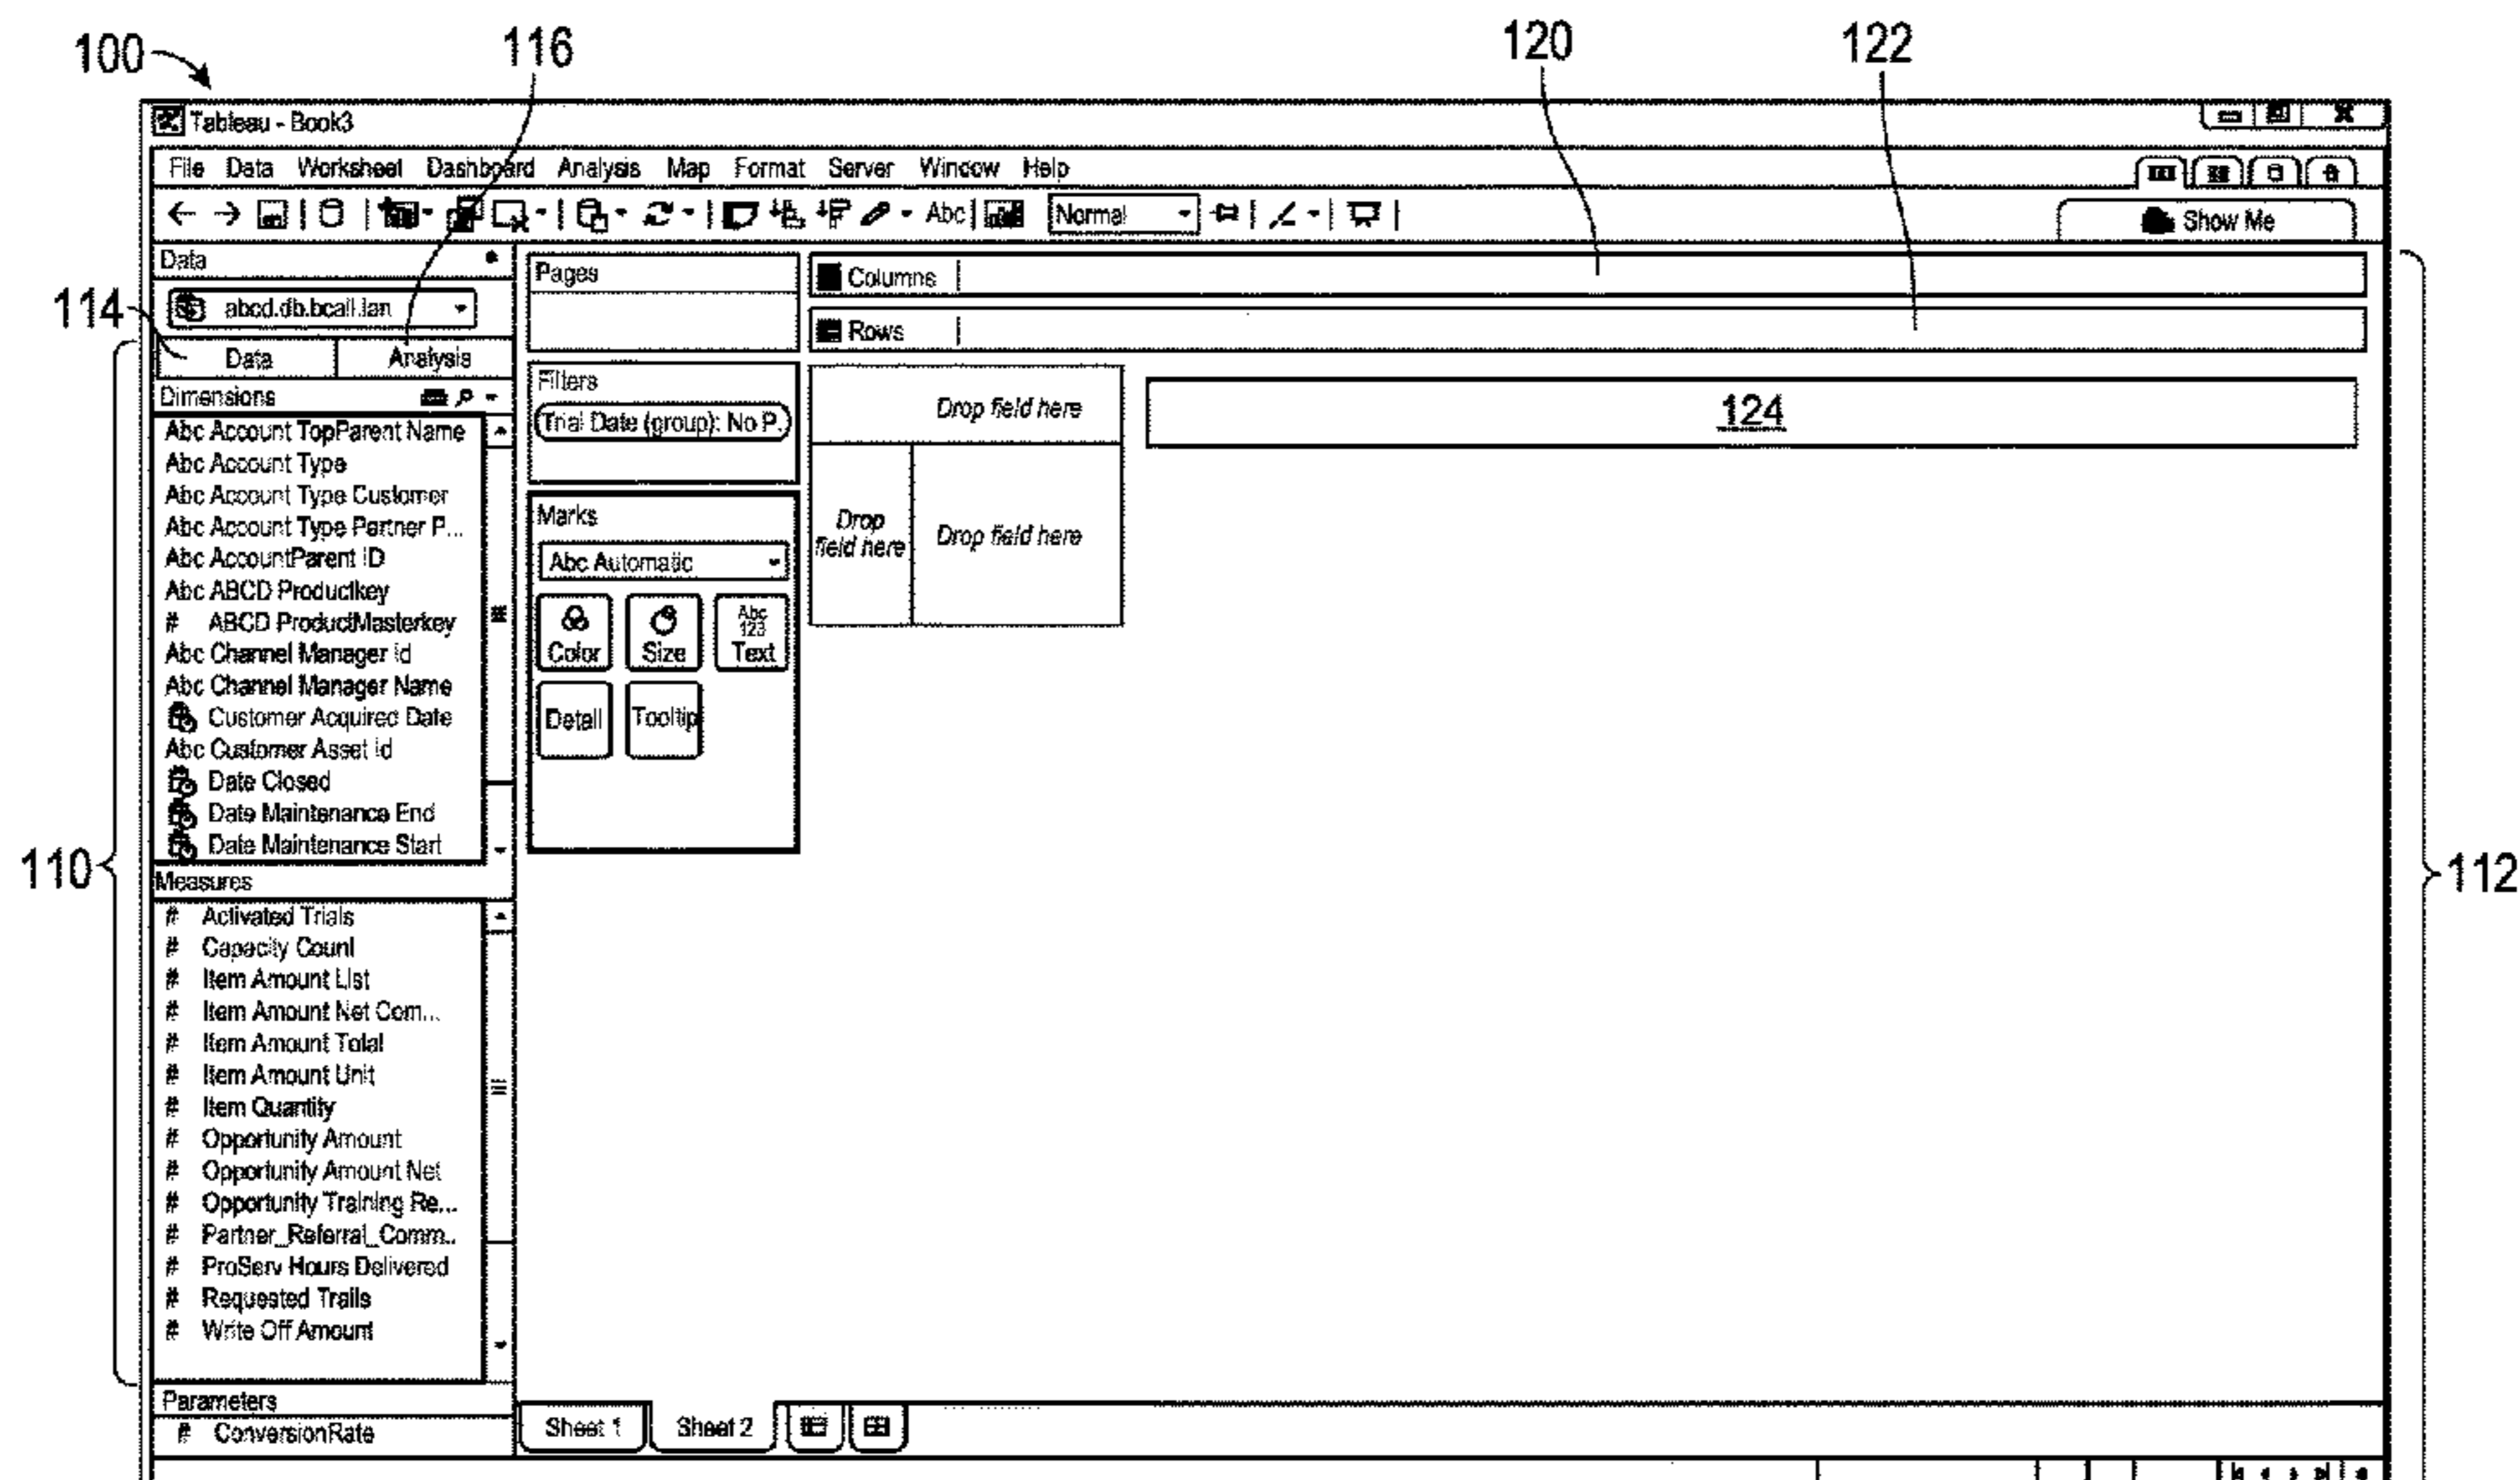 100
116
120
122
Tableau - Book3
File Data Worksheet Dashboard Analysis Map Format Server Window Help
Abc Normal
Show Me
Data
114
abcd.db.bcall.lan
Data Analysis
Dimensions
Abc Account TopParent Name
Abc Account Type
Abc Account Type Customer
Abc Account Type Partner P...
Abc AccountParent ID
Abc ABCD Productkey
# ABCD ProductMasterkey
Abc Channel Manager id
Abc Channel Manager Name
Customer Acquired Date
Abc Customer Asset id
Date Closed
Date Maintenance End
Date Maintenance Start
110
Measures
# Activated Trials
# Capacity Count
# Item Amount List
# Item Amount Net Com...
# Item Amount Total
# Item Amount Unit
# Item Quantity
# Opportunity Amount
# Opportunity Amount Net
# Opportunity Training Re...
# Partner_Referral_Comm..
# ProServ Hours Delivered
# Requested Trails
# Write Off Amount
Parameters
# ConversionRate
Pages
Filters
Trial Date (group): No P.
Marks
Abc Automatic
Color
Size
Abc
123
Text
Detail
Tooltip
Columns
Rows
Drop field here
Drop
field here
Drop field here
124
112
Sheet 1
Sheet 2